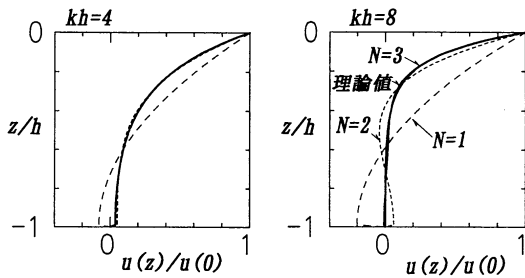 kh=4
0
z/h
-1
0
1
u(z)/u(0)
kh=8
0
N=3
理論値
z/h
N=2
N=1
-1
0
1
u(z)/u(0)